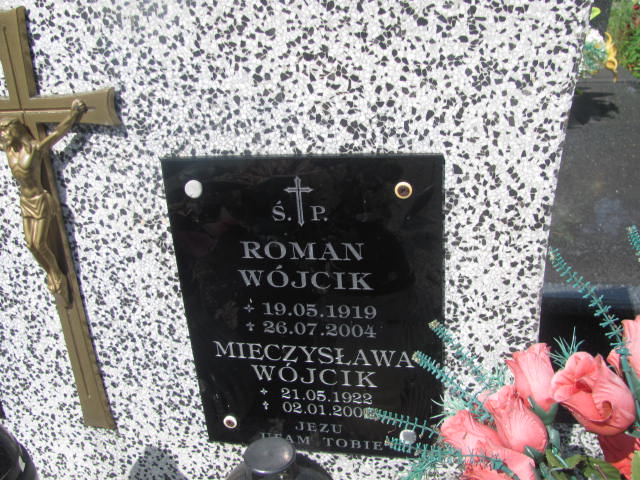 Ś. P.
ROMAN
WÓJCIK
19.05.1919
26.07.2004
MIECZYSŁAWA
WÓJCIK
21.05.1922
JEZU
UFAM TOBIE